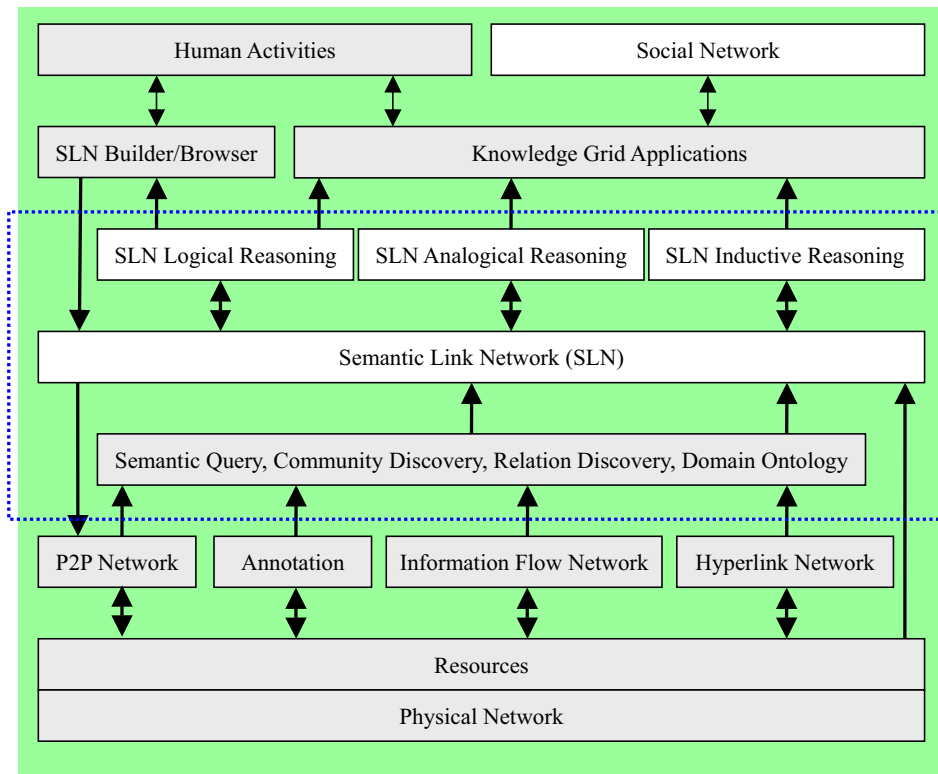 Human Activities
Social Network
SLN Builder/Browser
Knowledge Grid Applications
SLN Logical Reasoning
SLN Analogical Reasoning
SLN Inductive Reasoning
Semantic Link Network (SLN)
Semantic Query, Community Discovery, Relation Discovery, Domain Ontology
P2P Network
Annotation
Information Flow Network
Hyperlink Network
Resources
Physical Network